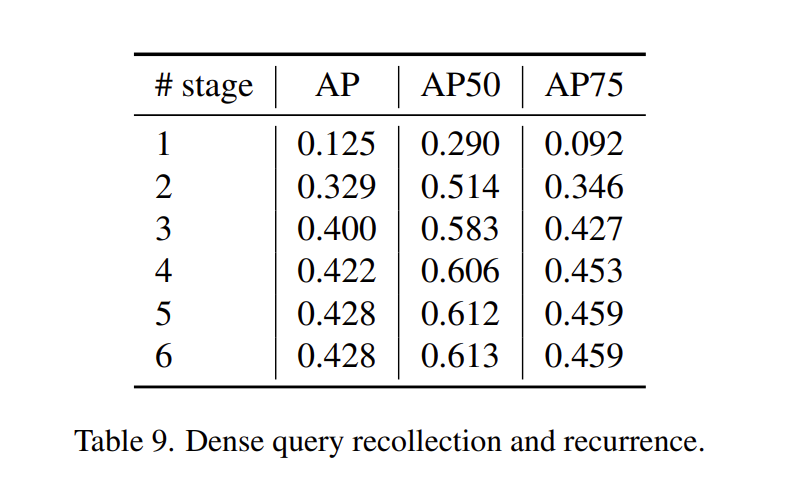 # stage AP AP50 AP75
1 0.125 0.290 0.092
2 0.329 0.514 0.346
3 0.400 0.583 0.427
4 0.422 0.606 0.453
5 0.428 0.612 0.459
6 0.428 0.613 0.459
Table 9. Dense query recollection and recurrence.